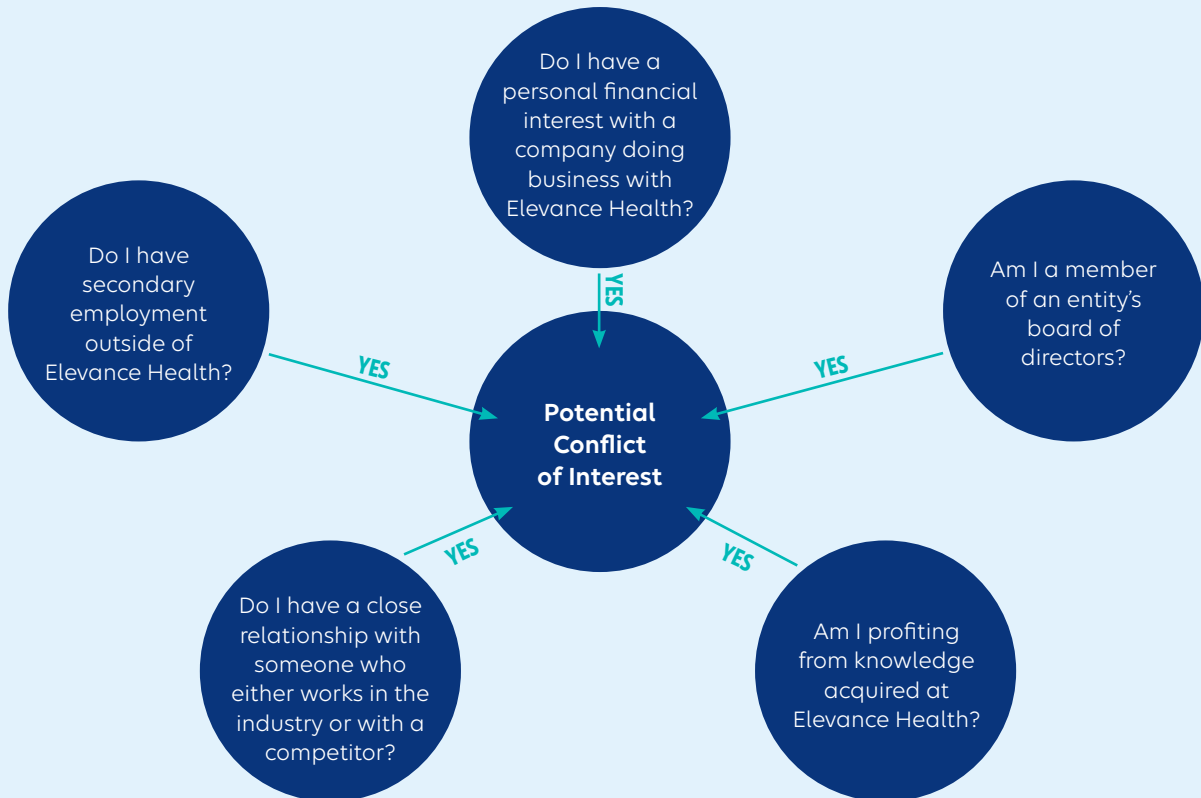 Do I have a
personal financial
interest with a
company doing
business with
Elevance Health?
Do I have
secondary
employment
outside of
Elevance Health?
Am I a member
of an entity’s
board of
directors?
YES
YES
YES
Potential
Conflict
of Interest
YES
YES
Do I have a close
relationship with
someone who
either works in the
industry or with a
competitor?
Am I profiting
from knowledge
acquired at
Elevance Health?